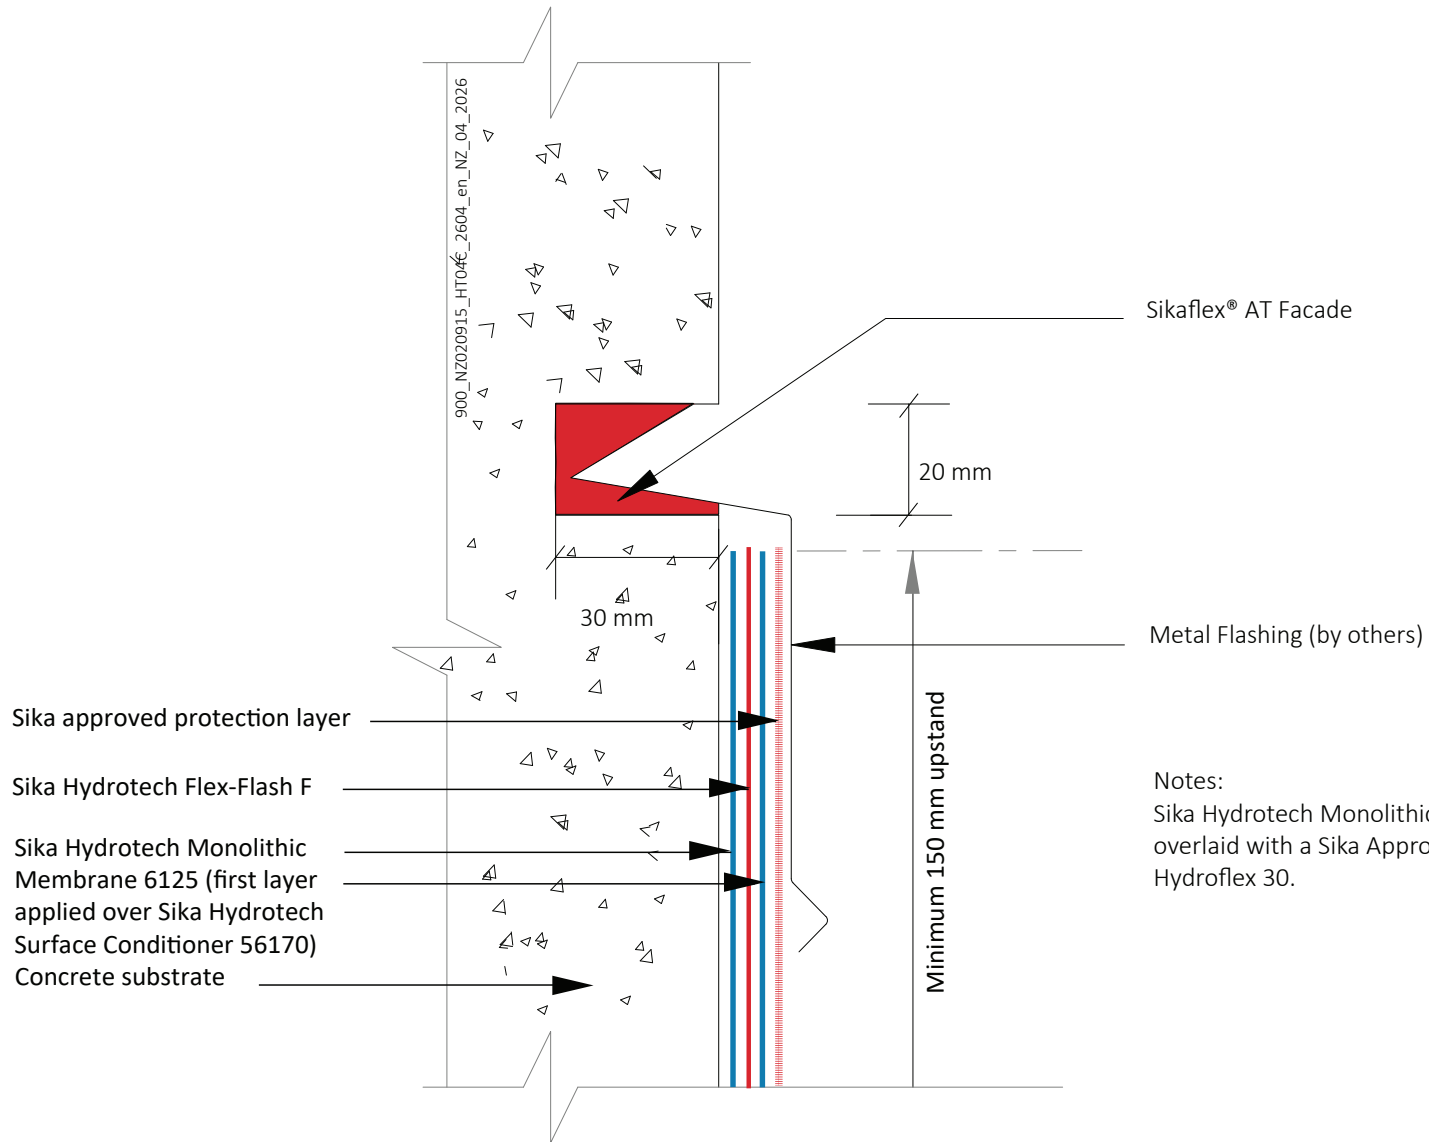 900_NZ020915_HT04C_2604_en_NZ_04_2026
Sikaflex® AT Facade
20 mm
30 mm
Metal Flashing (by others)
Sika approved protection layer
Sika Hydrotech Flex-Flash F
Sika Hydrotech Monolithic
Membrane 6125 (first layer
applied over Sika Hydrotech
Surface Conditioner 56170)
Concrete substrate
Minimum 150 mm upstand
Notes:
Sika Hydrotech Monolithic
overlaid with a Sika Appro
Hydroflex 30.